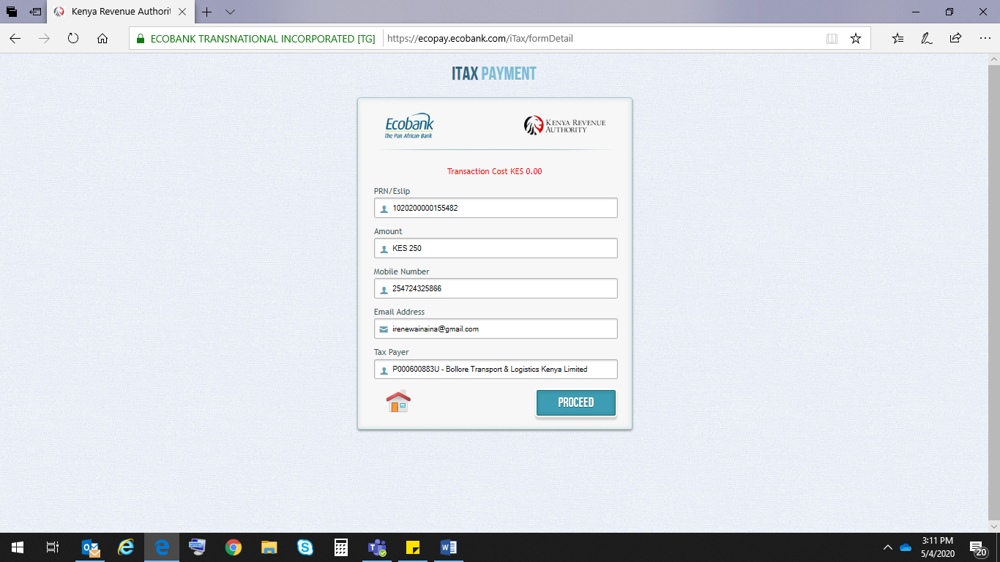 Kenya Revenue Authorit
ECOBANK TRANSNATIONAL INCORPORATED [TG]
https://ecopay.ecobank.com/iTax/formDetail
ITAX PAYMENT
Ecobank
The Pan African Bank
KENYA REVENUE
AUTHORITY
Transaction Cost KES 0.00
PRN/Eslip
1020200000155482
Amount
KES 250
Mobile Number
254724325866
Email Address
irenewainaina@gmail.com
Tax Payer
P000600883U - Bollore Transport & Logistics Kenya Limited
PROCEED
3:11 PM
5/4/2020
20